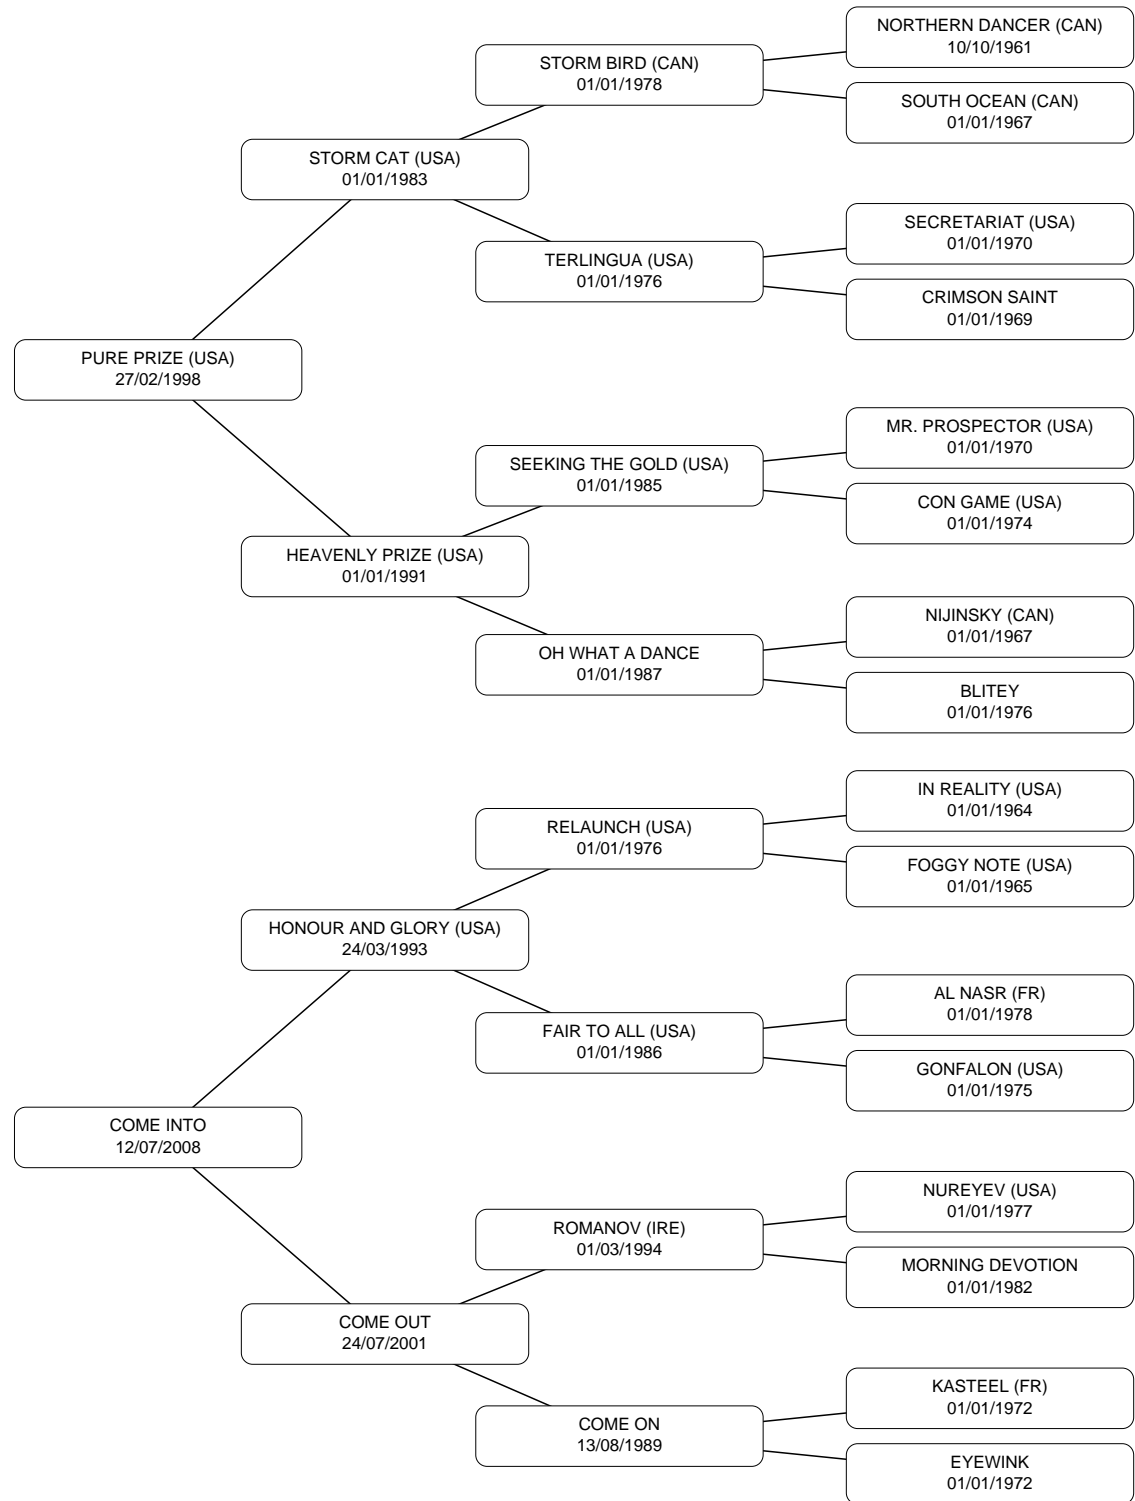 NORTHERN DANCER (CAN)
10/10/1961
STORM BIRD (CAN)
01/01/1978
SOUTH OCEAN (CAN)
01/01/1967
STORM CAT (USA)
01/01/1983
SECRETARIAT (USA)
01/01/1970
TERLINGUA (USA)
01/01/1976
CRIMSON SAINT
01/01/1969
PURE PRIZE (USA)
27/02/1998
MR. PROSPECTOR (USA)
01/01/1970
SEEKING THE GOLD (USA)
01/01/1985
CON GAME (USA)
01/01/1974
HEAVENLY PRIZE (USA)
01/01/1991
NIJINSKY (CAN)
01/01/1967
OH WHAT A DANCE
01/01/1987
BLITEY
01/01/1976
IN REALITY (USA)
01/01/1964
RELAUNCH (USA)
01/01/1976
FOGGY NOTE (USA)
01/01/1965
HONOUR AND GLORY (USA)
24/03/1993
AL NASR (FR)
01/01/1978
FAIR TO ALL (USA)
01/01/1986
GONFALON (USA)
01/01/1975
COME INTO
12/07/2008
NUREYEV (USA)
01/01/1977
ROMANOV (IRE)
01/03/1994
MORNING DEVOTION
01/01/1982
COME OUT
24/07/2001
KASTEEL (FR)
01/01/1972
COME ON
13/08/1989
EYEWINK
01/01/1972